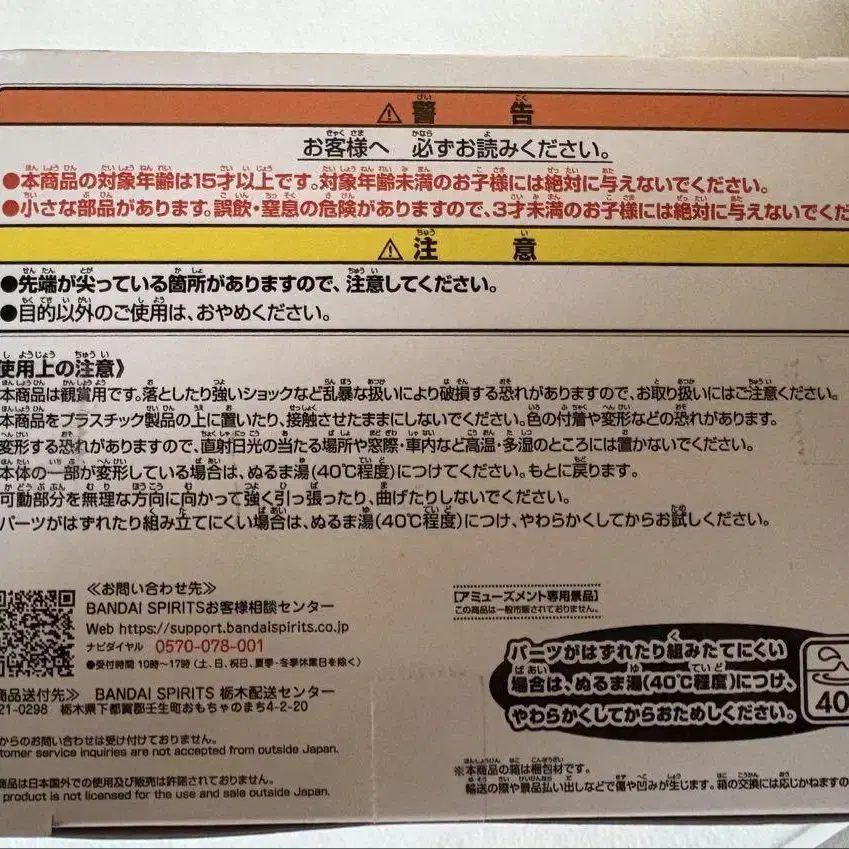 ⚠警告
お客様へ 必ずお読みください。
●本商品の対象年齢は15才以上です。対象年齢未満のお子様には絶対に与えないでください。
●小さな部品があります。誤飲・窒息の危険がありますので、3才未満のお子様には絶対に与えないでくだ
⚠注意
●先端が尖っている箇所がありますので、注意してください。
●目的以外のご使用は、おやめください。
使用上の注意》
本商品は観賞用です。落としたり強いショックなど乱暴な扱いにより破損する恐れがありますので、お取り扱いにはご注意ください。
本商品をプラスチック製品の上に置いたり、接触させたままにしないでください。色の付着や変形などの恐れがあります。
変形する恐れがありますので、直射日光の当たる場所や窓際・車内など高温・多湿のところには置かないでください。
本体の一部が変形している場合は、ぬるま湯(40℃程度)につけてください。もとに戻ります。
可動部分を無理な方向に向かって強く引っ張ったり、曲げたりしないでください。
パーツがはずれたり組み立てにくい場合は、ぬるま湯(40℃程度)につけ、やわらかくしてからお試しください。
≪お問い合わせ先≫
BANDAI SPIRITSお客様相談センター
Web https://support.bandaispirits.co.jp
ナビダイヤル 0570-078-001
●受付時間 10時~17時 (土、日、祝日、夏季・冬季休業日を除く)
商品送付先≫ BANDAI SPIRITS 栃木配送センター
21-0298 栃木県下都賀郡壬生町おもちゃのまち4-2-20
からのお問い合わせは受け付けておりません。
tomer service inquiries are not accepted from outside Japan.
商品は日本国外での使用及び販売は許諾されておりません。
product is not licensed for the use and sale outside Japan.
[アミューズメント専用景品]
この商品は一般市販されておりません。
パーツがはずれたり組みたてにくい
場合は、ぬるま湯(40℃程度)につけ、
やわらかくしてからおためしください。
40
※本商品の箱は梱包材です。
輸送の際や景品払い出しなどで傷や凹みが生じます。箱の交換には応じかねますの